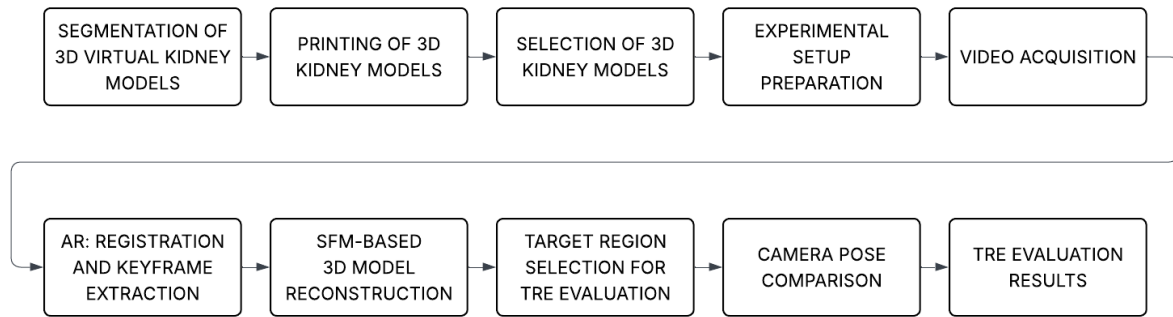 SEGMENTATION OF
3D VIRTUAL KIDNEY
MODELS
PRINTING OF 3D
KIDNEY MODELS
SELECTION OF 3D
KIDNEY MODELS
EXPERIMENTAL
SETUP
PREPARATION
VIDEO ACQUISITION
AR: REGISTRATION
AND KEYFRAME
EXTRACTION
SFM-BASED
3D MODEL
RECONSTRUCTION
TARGET REGION
SELECTION FOR
TRE EVALUATION
CAMERA POSE
COMPARISON
TRE EVALUATION
RESULTS